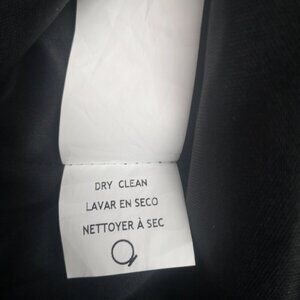 DRY CLEAN
LAVAR EN SECO
NETTOYER À SEC